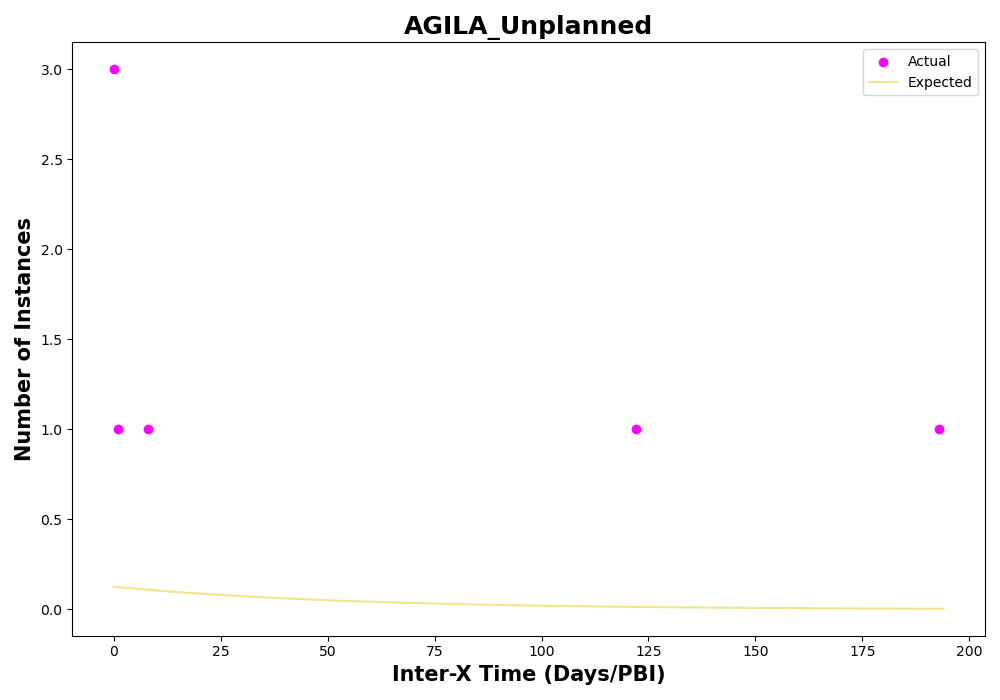 AGILA_Unplanned
Actual
Expected
Number of Instances
3.0
2.5
2.0
1.5
1.0
0.5
0.0
0 25 50 75 100 125 150 175 200
Inter-X Time (Days/PBI)